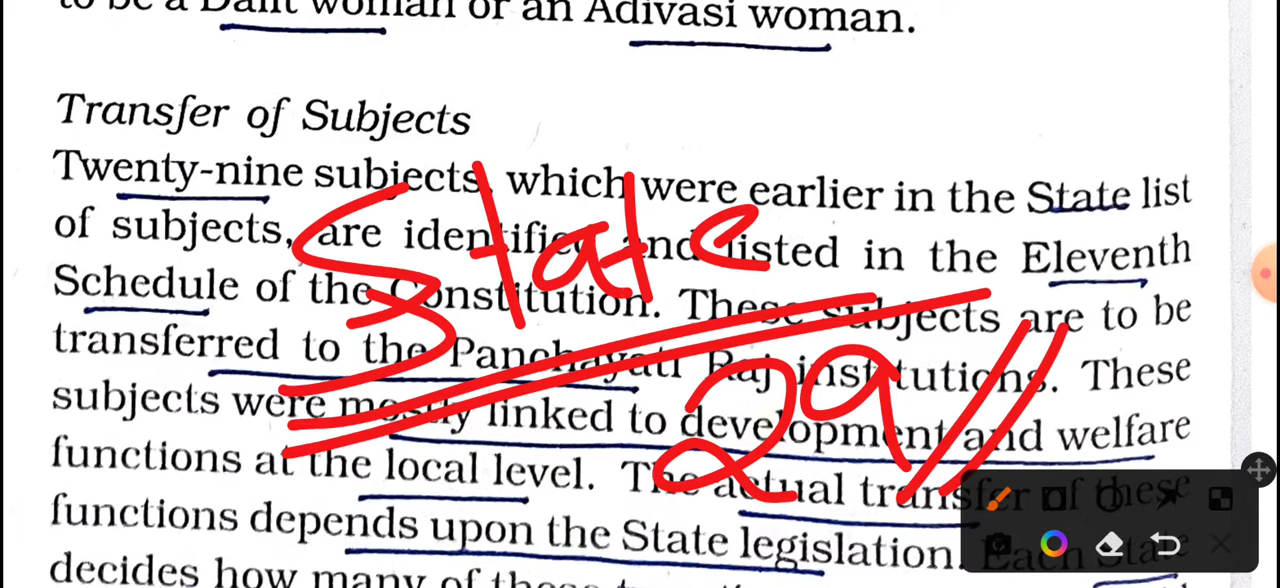 to be a Dalit woman or an Adivasi woman.
Transfer of Subjects
Twenty-nine subjects, which were earlier in the State list
of subjects, are identified and listed in the Eleventh
Schedule of the Constitution. These subjects are to be
transferred to the Panchayati Raj institutions. These
subjects were mostly linked to development and welfare
functions at the local level. The actual transfer of these
functions depends upon the State legislation. Each State
decides how many of these
State
29